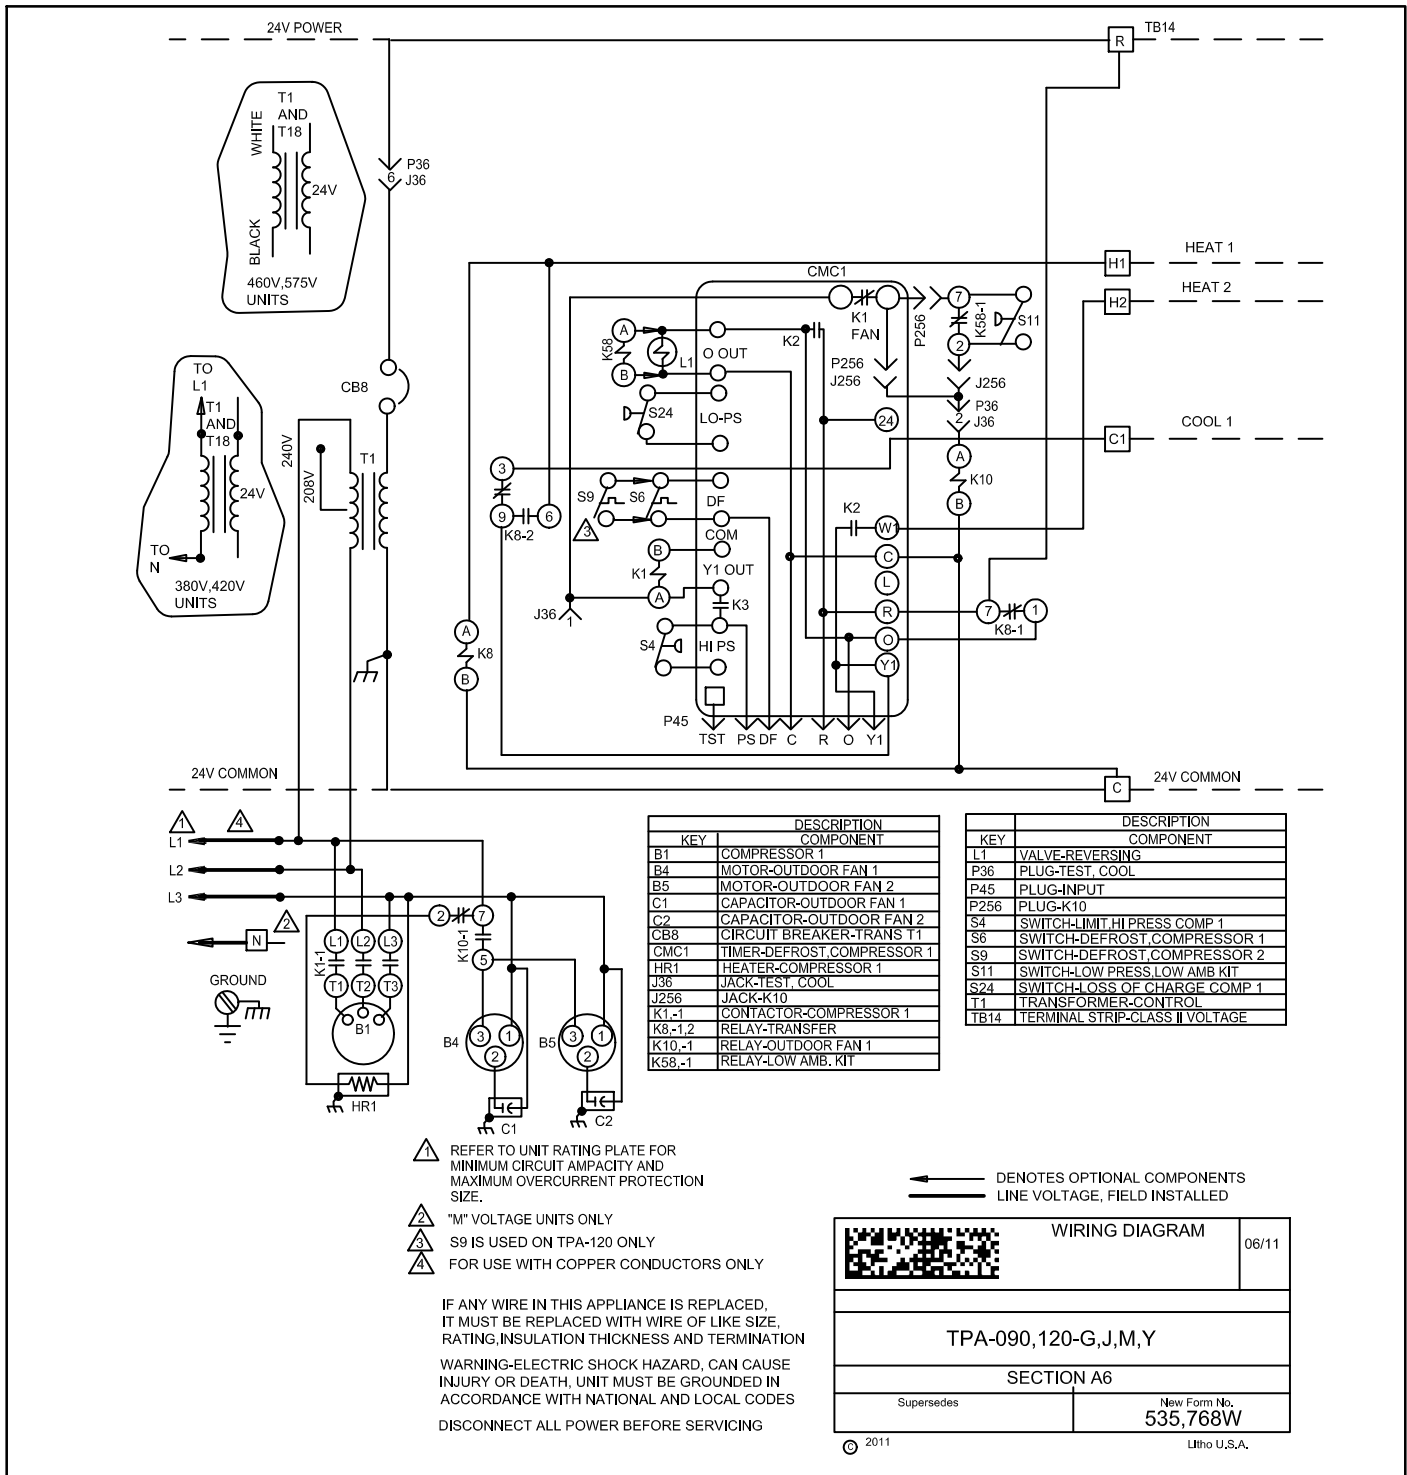 24V POWER
TB14
R
T1
AND
T18
WHITE
BLACK
24V
460V,575V
UNITS
P36
6 J36
HEAT 1
H1
HEAT 2
H2
CMC1
K1
FAN
P256
7
K58-1
S11
2
A
K58
B
L1
O OUT
K2
P256
J256
J256
P36
2 J36
S24
LO-PS
24
COOL 1
C1
TO
L1
T1
AND
T18
24V
TO
N
380V,420V
UNITS
CB8
240V
208V
T1
3
9
6
K8-2
S9
S6
3
DF
COM
K2
W1
A
K10
B
B
K1
A
Y1 OUT
K3
C
L
R
O
Y1
7
1
K8-1
J36
1
A
K8
B
S4
HI PS
P45
TST PS DF C R O Y1
24V COMMON
C
24V COMMON
1
4
L1
L2
L3
2
N
GROUND
K1-1
L1 L2 L3
T1 T2 T3
B1
HR1
2
7
K10-1
5
B4
3 1
2
C1
B5
3 1
2
C2
DESCRIPTION
KEY COMPONENT
B1 COMPRESSOR 1
B4 MOTOR-OUTDOOR FAN 1
B5 MOTOR-OUTDOOR FAN 2
C1 CAPACITOR-OUTDOOR FAN 1
C2 CAPACITOR-OUTDOOR FAN 2
CB8 CIRCUIT BREAKER-TRANS T1
CMC1 TIMER-DEFROST,COMPRESSOR 1
HR1 HEATER-COMPRESSOR 1
J36 JACK-TEST, COOL
J256 JACK-K10
K1,-1 CONTACTOR-COMPRESSOR 1
K8,-1,2 RELAY-TRANSFER
K10,-1 RELAY-OUTDOOR FAN 1
K58,-1 RELAY-LOW AMB. KIT
DESCRIPTION
KEY COMPONENT
L1 VALVE-REVERSING
P36 PLUG-TEST, COOL
P45 PLUG-INPUT
P256 PLUG-K10
S4 SWITCH-LIMIT,HI PRESS COMP 1
S6 SWITCH-DEFROST,COMPRESSOR 1
S9 SWITCH-DEFROST,COMPRESSOR 2
S11 SWITCH-LOW PRESS,LOW AMB KIT
S24 SWITCH-LOSS OF CHARGE COMP 1
T1 TRANSFORMER-CONTROL
TB14 TERMINAL STRIP-CLASS II VOLTAGE
1 REFER TO UNIT RATING PLATE FOR
MINIMUM CIRCUIT AMPACITY AND
MAXIMUM OVERCURRENT PROTECTION
SIZE.
2 "M" VOLTAGE UNITS ONLY
3 S9 IS USED ON TPA-120 ONLY
4 FOR USE WITH COPPER CONDUCTORS ONLY
IF ANY WIRE IN THIS APPLIANCE IS REPLACED,
IT MUST BE REPLACED WITH WIRE OF LIKE SIZE,
RATING,INSULATION THICKNESS AND TERMINATION
WARNING-ELECTRIC SHOCK HAZARD, CAN CAUSE
INJURY OR DEATH, UNIT MUST BE GROUNDED IN
ACCORDANCE WITH NATIONAL AND LOCAL CODES
DISCONNECT ALL POWER BEFORE SERVICING
DENOTES OPTIONAL COMPONENTS
LINE VOLTAGE, FIELD INSTALLED
WIRING DIAGRAM
06/11
TPA-090,120-G,J,M,Y
SECTION A6
Supersedes
New Form No.
535,768W
© 2011
Litho U.S.A.